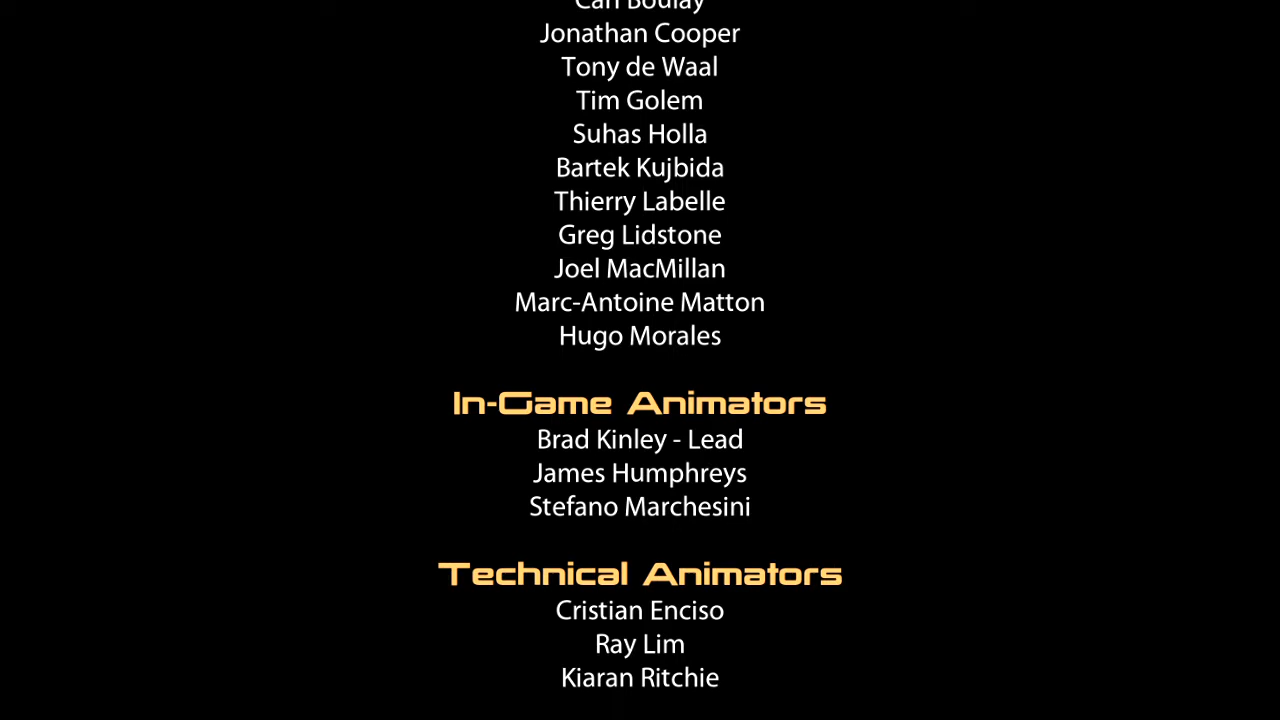 Boulay
Jonathan Cooper
Tony de Waal
Tim Golem
Suhas Holla
Bartek Kujbida
Thierry Labelle
Greg Lidstone
Joel MacMillan
Marc-Antoine Matton
Hugo Morales
In-Game Animators
Brad Kinley - Lead
James Humphreys
Stefano Marchesini
Technical Animators
Cristian Enciso
Ray Lim
Kiaran Ritchie